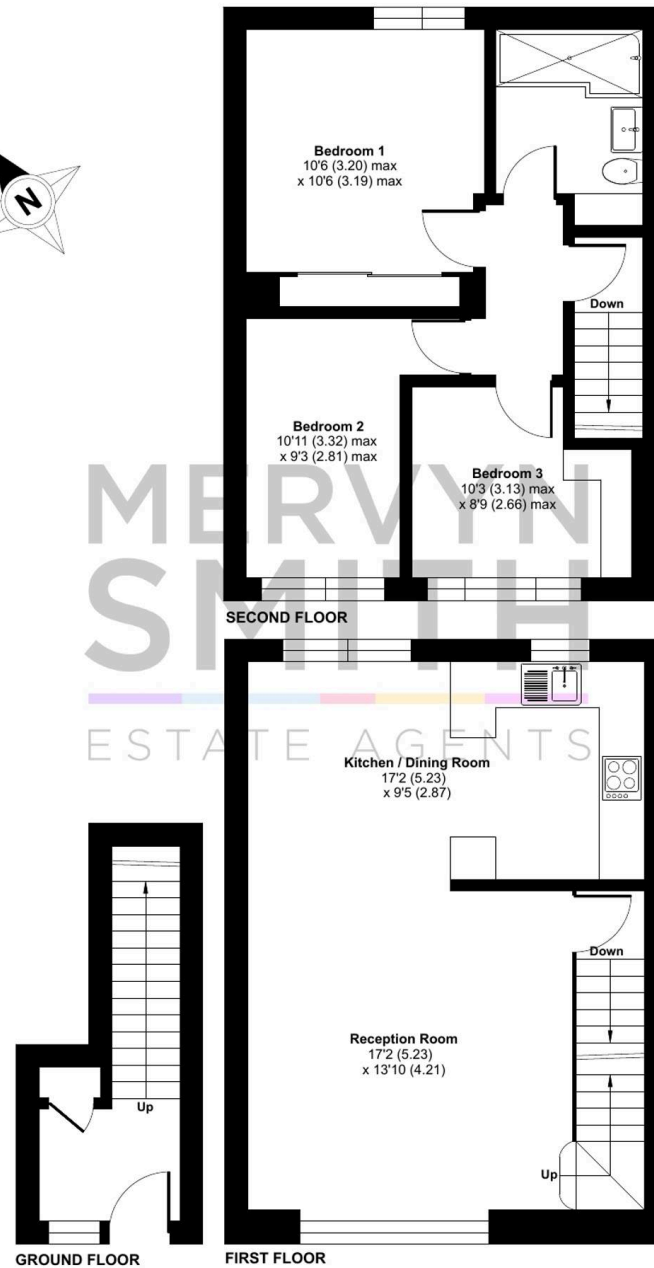 Bedroom 1
10'6 (3.20) max
x 10'6 (3.19) max
N
Down
Bedroom 2
10'11 (3.32) max
x 9'3 (2.81) max
Bedroom 3
10'3 (3.13) max
x 8'9 (2.66) max
MERVYN
SMITH
ESTATE AGENTS
SECOND FLOOR
Kitchen / Dining Room
17'2 (5.23)
x 9'5 (2.87)
Down
Reception Room
17'2 (5.23)
x 13'10 (4.21)
Up
Up
GROUND FLOOR
FIRST FLOOR